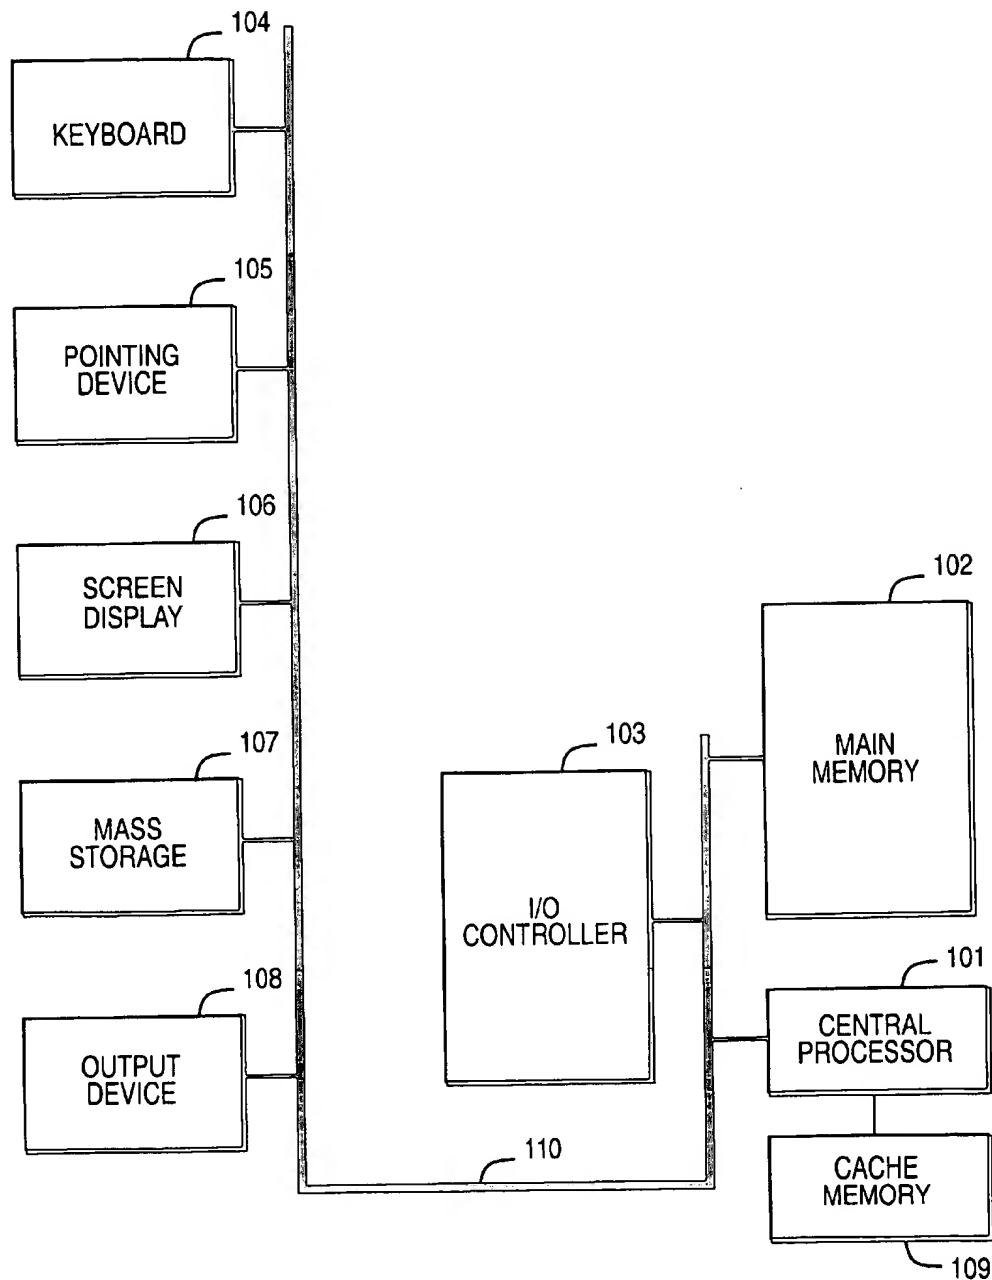 104
KEYBOARD
105
POINTING
DEVICE
106
SCREEN
DISPLAY
107
MASS
STORAGE
108
OUTPUT
DEVICE
110
103
I/O
CONTROLLER
102
MAIN
MEMORY
101
CENTRAL
PROCESSOR
CACHE
MEMORY
109